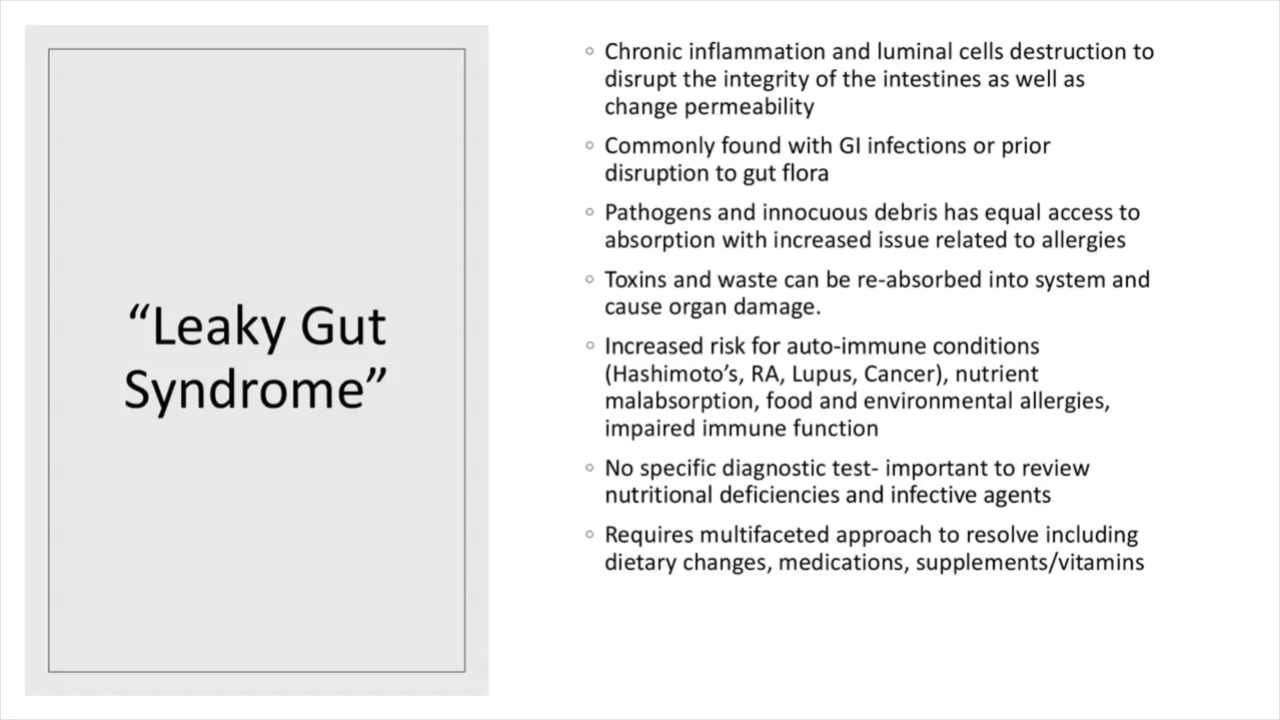 “Leaky Gut
Syndrome”
◦ Chronic inflammation and luminal cells destruction to
disrupt the integrity of the intestines as well as
change permeability
◦ Commonly found with GI infections or prior
disruption to gut flora
◦ Pathogens and innocuous debris has equal access to
absorption with increased issue related to allergies
◦ Toxins and waste can be re-absorbed into system and
cause organ damage.
◦ Increased risk for auto-immune conditions
(Hashimoto’s, RA, Lupus, Cancer), nutrient
malabsorption, food and environmental allergies,
impaired immune function
◦ No specific diagnostic test- important to review
nutritional deficiencies and infective agents
◦ Requires multifaceted approach to resolve including
dietary changes, medications, supplements/vitamins